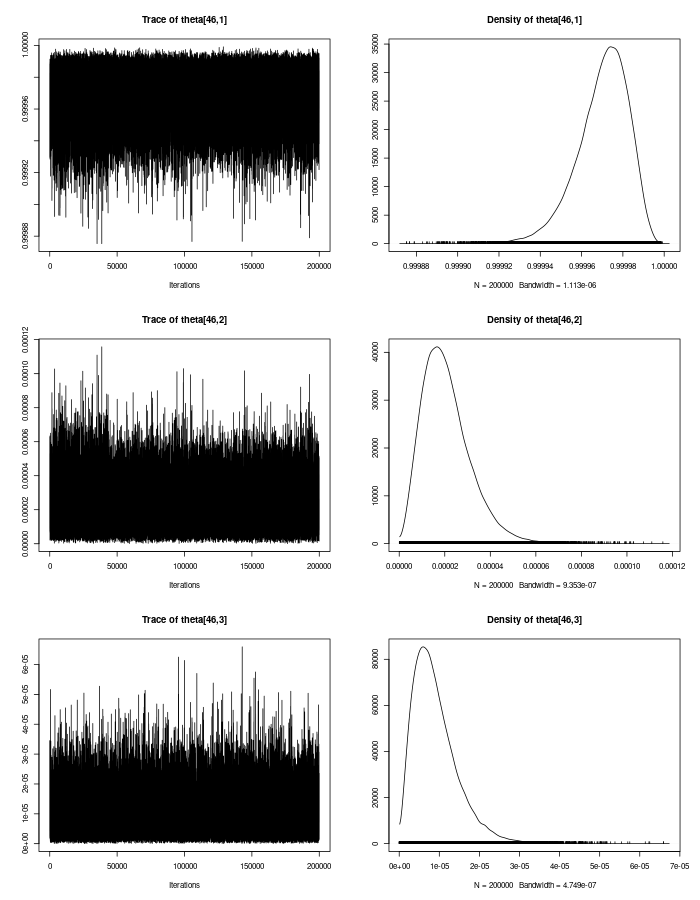 Trace of theta[46,1]
0.99988 0.99992 0.99996 1.00000
0 50000 100000 150000 200000
Iterations
Density of theta[46,1]
0 5000 10000 15000 20000 25000 30000 35000
0.99988 0.99990 0.99992 0.99994 0.99996 0.99998 1.00000
N = 200000 Bandwidth = 1.113e-06
Trace of theta[46,2]
0.00000 0.00002 0.00004 0.00006 0.00008 0.00010 0.00012
0 50000 100000 150000 200000
Iterations
Density of theta[46,2]
0 10000 20000 30000 40000
0.00000 0.00002 0.00004 0.00006 0.00008 0.00010 0.00012
N = 200000 Bandwidth = 9.353e-07
Trace of theta[46,3]
0e+00 1e-05 2e-05 3e-05 4e-05 5e-05 6e-05
0 50000 100000 150000 200000
Iterations
Density of theta[46,3]
0 20000 40000 60000 80000
0e+00 1e-05 2e-05 3e-05 4e-05 5e-05 6e-05 7e-05
N = 200000 Bandwidth = 4.749e-07